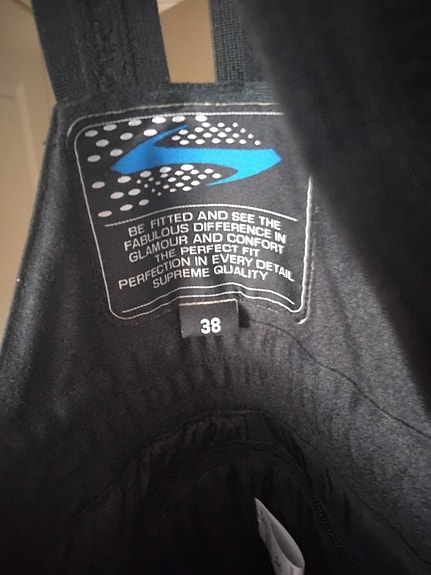 BE FITTED AND SEE THE
FABULOUS DIFFERENCE IN
GLAMOUR AND CONFORT
THE PERFECT FIT
PERFECTION IN EVERY DETAIL
SUPREME QUALITY
38